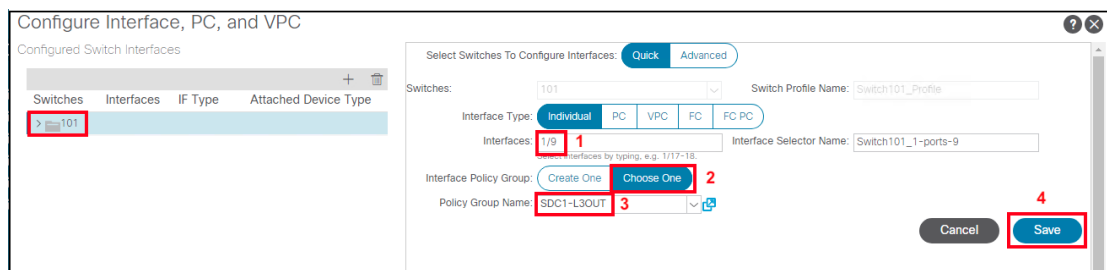 Configure Interface, PC, and VPC
Configured Switch Interfaces
Switches Interfaces IF Type Attached Device Type
101
Select Switches To Configure Interfaces: Quick Advanced
Switches: 101 Switch Profile Name: Switch101_Profile
Interface Type: Individual PC VPC FC FC PC
Interfaces: 1/9 1 Interface Selector Name: Switch101_1-ports-9
Select interfaces by typing, e.g. 1/17-18.
Interface Policy Group: Create One Choose One 2
Policy Group Name: SDC1-L3OUT 3
4
Cancel Save